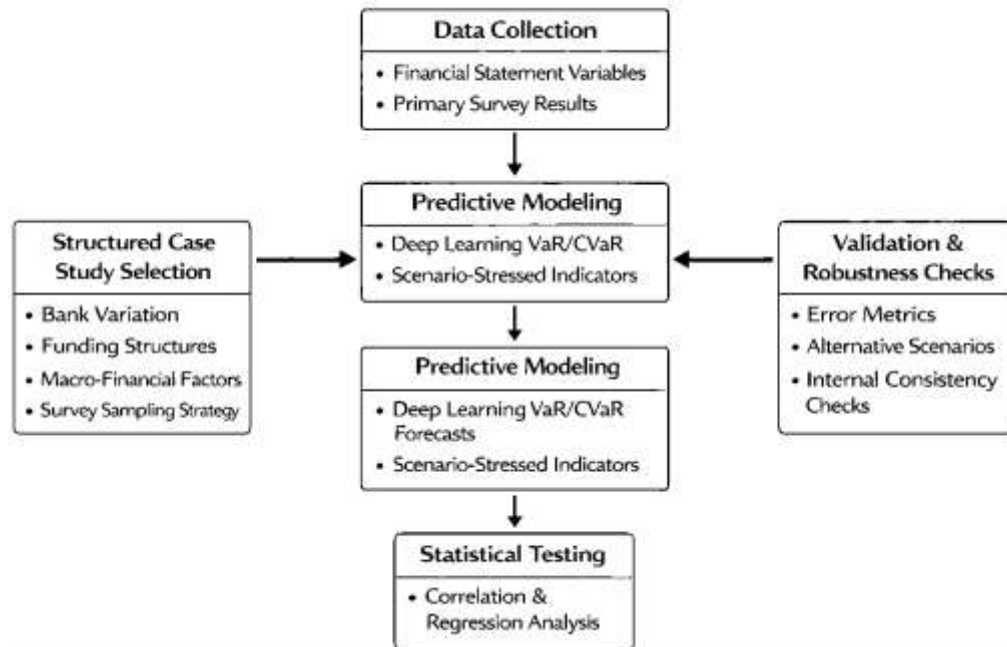 Data Collection
• Financial Statement Variables
• Primary Survey Results
Predictive Modeling
• Deep Learning VaR/CVaR
• Scenario-Stressed Indicators
Structured Case
Study Selection
• Bank Variation
• Funding Structures
• Macro-Financial Factors
• Survey Sampling Strategy
Validation &
Robustness Checks
• Error Metrics
• Alternative Scenarios
• Internal Consistency
Checks
Predictive Modeling
• Deep Learning VaR/CVaR
Forecasts
• Scenario-Stressed Indicators
Statistical Testing
• Correlation &
Regression Analysis